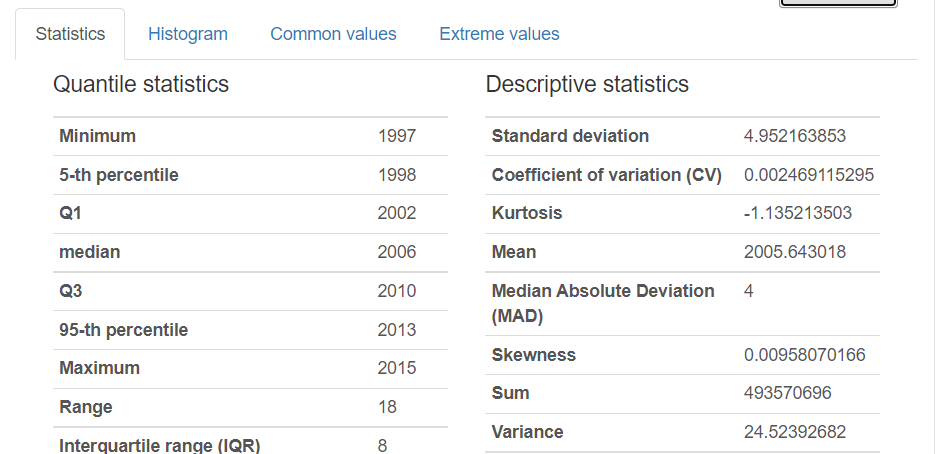 Statistics Histogram Common values Extreme values
Quantile statistics
Minimum 1997
5-th percentile 1998
Q1 2002
median 2006
Q3 2010
95-th percentile 2013
Maximum 2015
Range 18
Interquartile range (IQR) 8
Descriptive statistics
Standard deviation 4.952163853
Coefficient of variation (CV) 0.002469115295
Kurtosis -1.135213503
Mean 2005.643018
Median Absolute Deviation 4
(MAD)
Skewness 0.00958070166
Sum 493570696
Variance 24.52392682